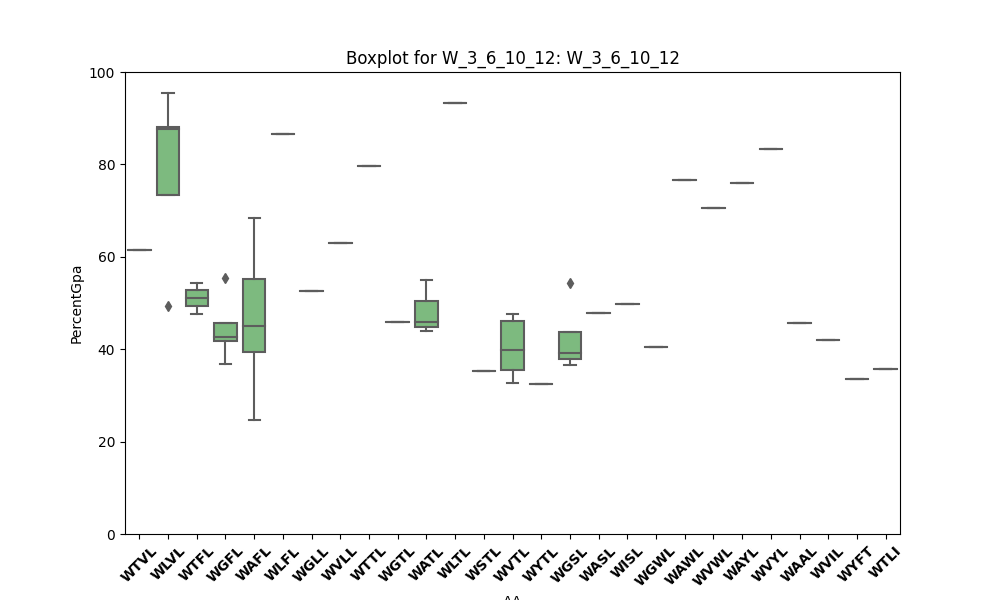 Boxplot for W_3_6_10_12: W_3_6_10_12
PercentGpa
100
80
60
40
20
0
WTVL
WLVL
WTFL
WGFL
WAFL
WLFL
WGLL
WVLL
WTTL
WGTL
WATL
WLTL
WSTL
WVTL
WYTL
WGSL
WASL
WISL
WGWL
WAWL
WVWL
WAYL
WVYL
WAAL
WVIL
WYFT
WTLI